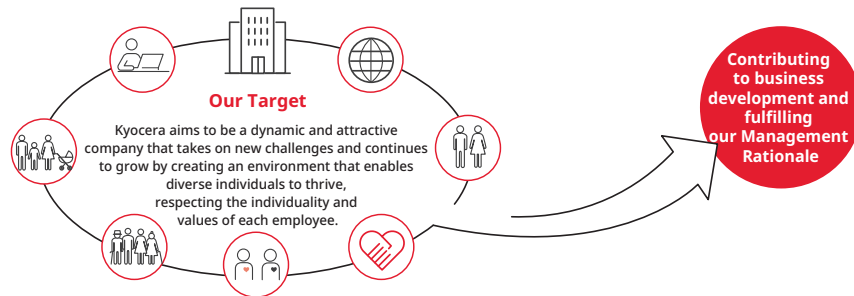 Our Target
Kyocera aims to be a dynamic and attractive
company that takes on new challenges and continues
to grow by creating an environment that enables
diverse individuals to thrive,
respecting the individuality and
values of each employee.
Contributing
to business
development and
fulfilling
our Management
Rationale